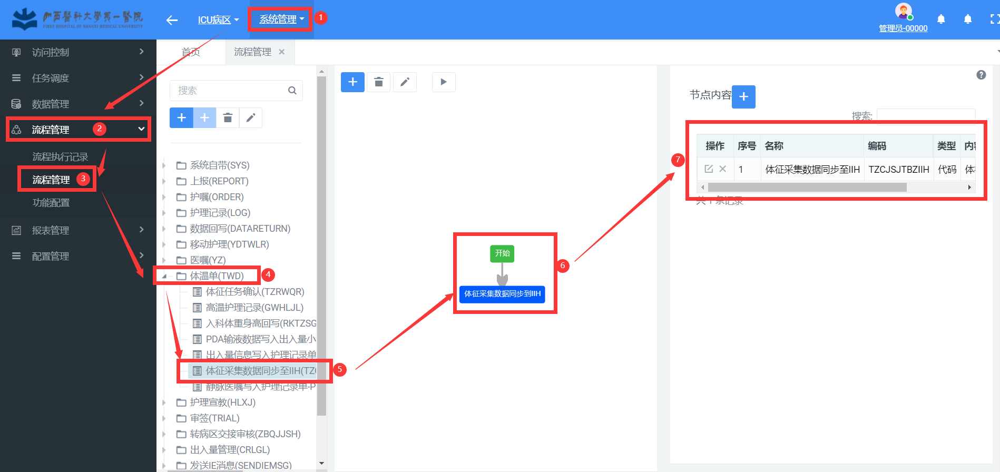 山西醫科大學第一醫院
FIRST HOSPITAL OF SHANXI MEDICAL UNIVERSITY
ICU病区
系统管理
1
管理员-00000
访问控制
任务调度
数据管理
流程管理
2
流程执行记录
流程管理
3
功能配置
报表管理
配置管理
首页
流程管理
搜索
系统自带(SYS)
上报(REPORT)
护嘱(ORDER)
护理记录(LOG)
数据回写(DATARETURN)
移动护理(YDTWLR)
医嘱(YZ)
体温单(TWD)
4
体征任务确认(TZRWQR)
高温护理记录(GWHLJL)
入科体重身高回写(RKTZSG
PDA输液数据写入出入量小
出入量信息写入护理记录单
体征采集数据同步至IIH(TZC
5
静脉医嘱写入护理记录单-P
护理宣教(HLXJ)
审签(TRIAL)
转病区交接审核(ZBQJJSH)
出入量管理(CRLGL)
发送IE消息(SENDIEMSG)
开始
体征采集数据同步到IIH
6
节点内容
搜索:
7
操作 序号 名称 编码 类型 内容
1 体征采集数据同步至IIH TZCJSJTBZIIH 代码 体
共 1 条记录